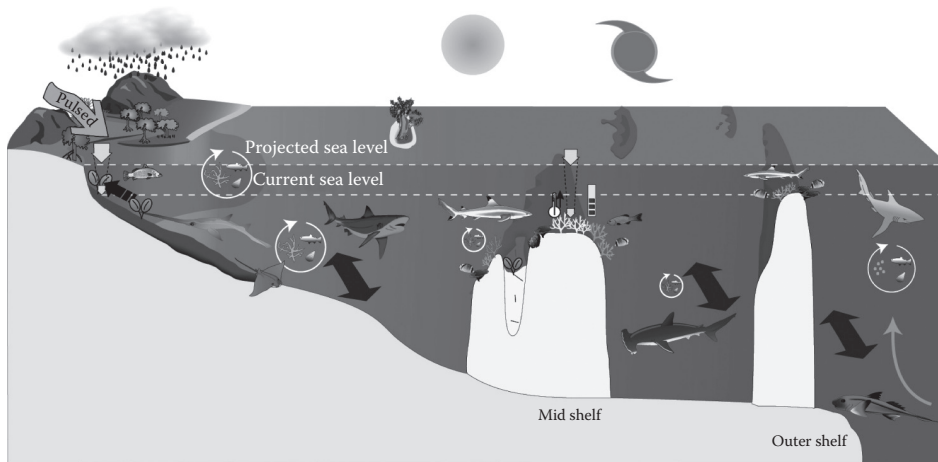 Pulsed
Projected sea level
Current sea level
Mid shelf
Outer shelf